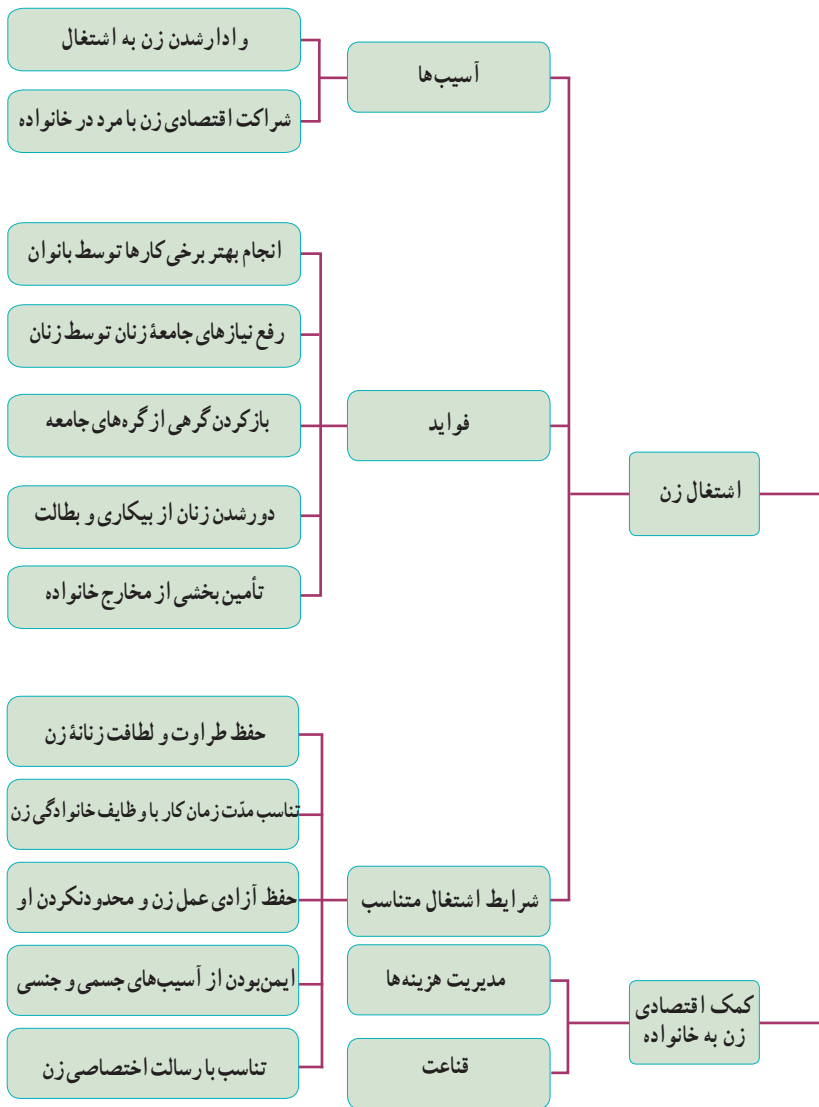 اشتغال زن
آسیب‌ها
وادارشدن زن به اشتغال
شراکت اقتصادی زن با مرد در خانواده
فواید
انجام بهتر برخی کارها توسط بانوان
رفع نیازهای جامعهٔ زنان توسط زنان
بازکردن گرهی از گره‌های جامعه
دورشدن زنان از بیکاری و بطالت
تأمین بخشی از مخارج خانواده
شرایط اشتغال متناسب
حفظ طراوت و لطافت زنانهٔ زن
تناسب مدّت زمان کار با وظایف خانوادگی زن
حفظ آزادی عمل زن و محدودنکردن او
ایمن‌بودن از آسیب‌های جسمی و جنسی
تناسب با رسالت اختصاصی زن
کمک اقتصادی
زن به خانواده
مدیریت هزینه‌ها
قناعت